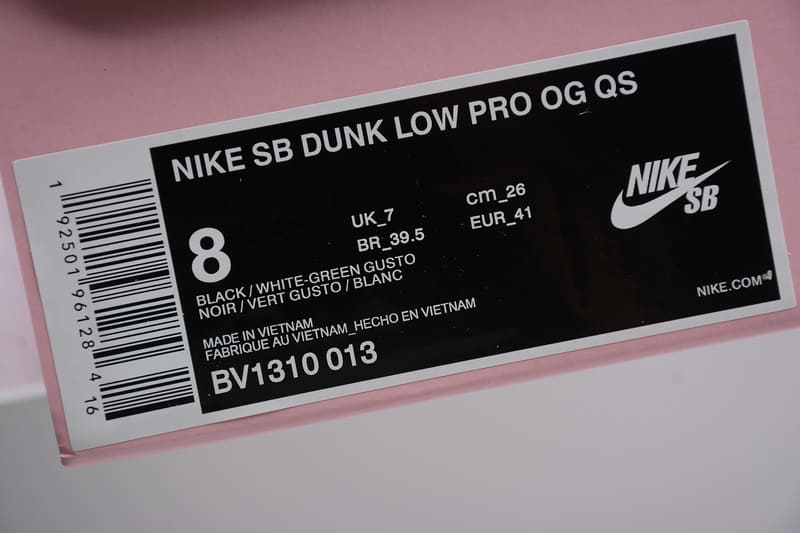 NIKE SB DUNK LOW PRO OG QS
8
UK_7
cm_26
BR_39.5
EUR_41
BLACK / WHITE-GREEN GUSTO
NOIR / VERT GUSTO / BLANC
MADE IN VIETNAM
FABRIQUE AU VIETNAM_HECHO EN VIETNAM
BV1310 013
NIKE
SB
NIKE.COM
1 92501 96128 4 16